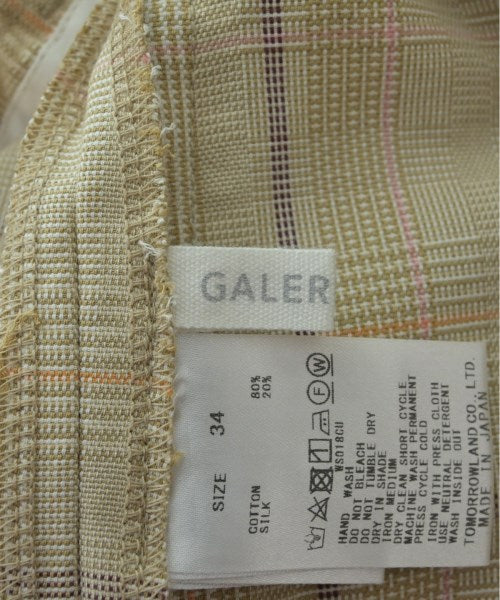 GALER
SIZE 34
COTTON 80%
SILK 20%
WS018CU
HAND WASH
DO NOT BLEACH
DO NOT TUMBLE DRY
DRY IN SHADE
IRON MEDIUM
DRY CLEAN SHORT CYCLE
MACHINE WASH PERMANENT
PRESS CYCLE COLD
IRON WITH PRESS CLOTH
USE NEUTRAL DETERGENT
WASH INSIDE OUT
TOMORROWLAND CO., LTD.
MADE IN JAPAN